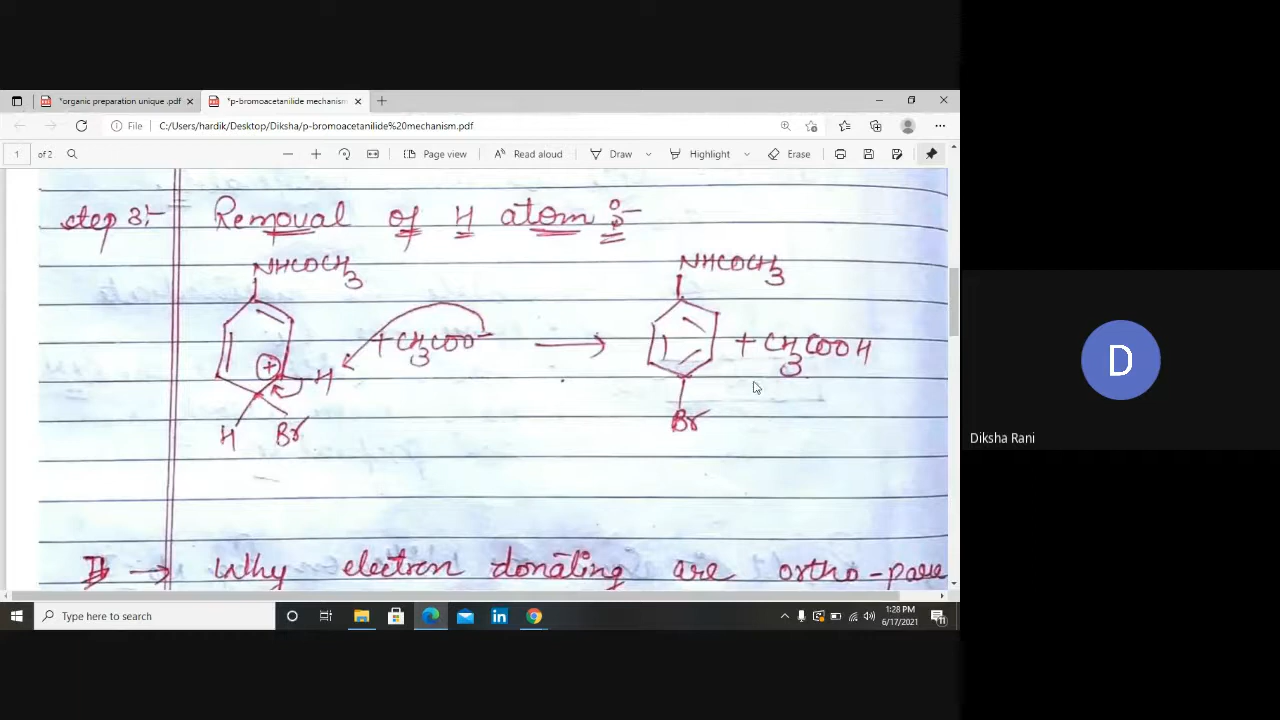 *organic preparation unique .pdf
*p-bromoacetanilide mechanism
File
C:/Users/hardik/Desktop/Diksha/p-bromoacetanilide%20mechanism.pdf
1 of 2
Page view
Read aloud
Draw
Highlight
Erase
step 3:- Removal of H atom :-
NHCOCH3 NHCOCH3
+ CH3COO- + CH3COOH
H
H Br Br
→ Why electron donating are ortho-para
D
Diksha Rani
Type here to search
1:28 PM
6/17/2021